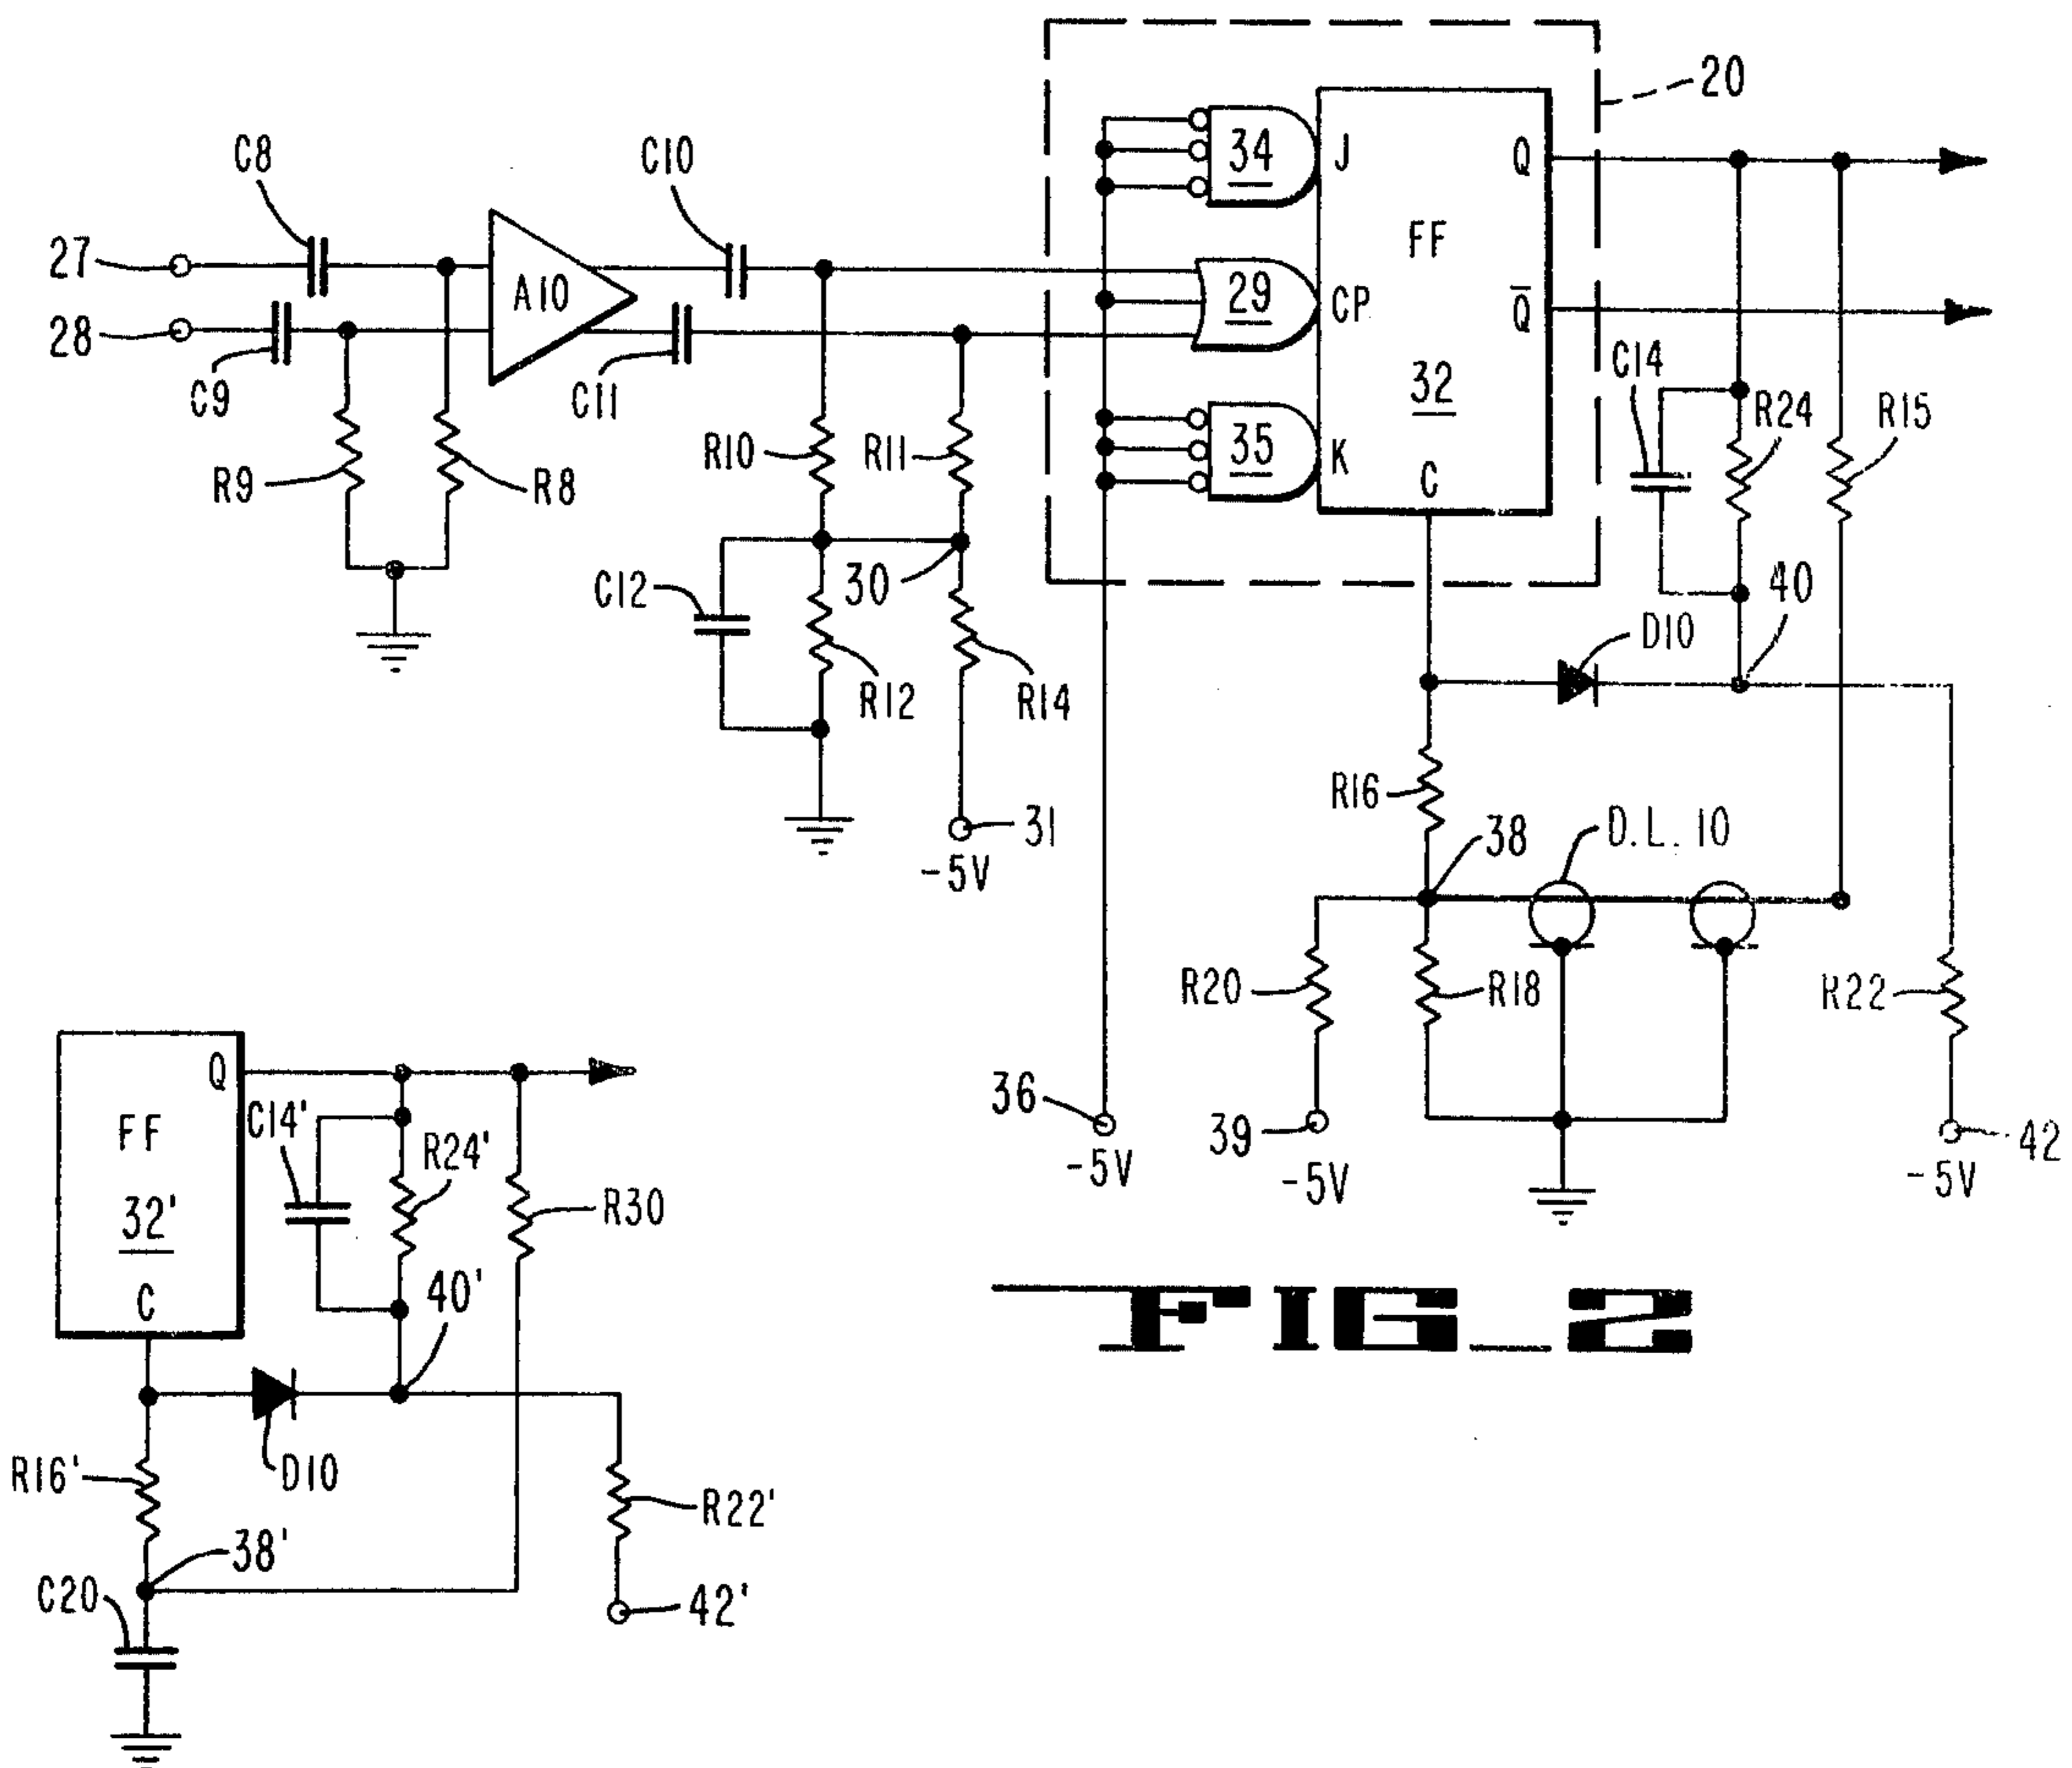 20
C8
C10
34
J
Q
FF
27
A10
29
CP
Q̄
28
C9
C11
32
C14
R24
R15
R9
R8
R10
R11
35
K
C
C12
30
40
D10
R12
R14
R16
31
-5V
38
D.L. 10
R20
R18
R22
36
-5V
39
-5V
42
-5V
Q
FF
C14'
R24'
32'
R30
C
40'
FIG_2
R16'
D10
R22'
38'
C20
42'